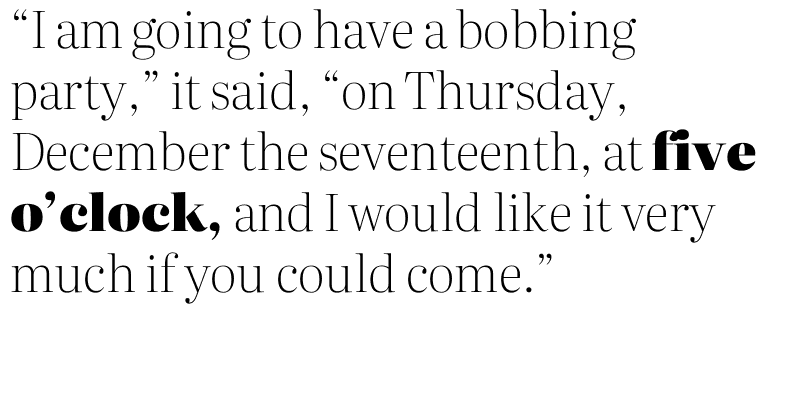 “I am going to have a bobbing
party,” it said, “on Thursday,
December the seventeenth, at five
o’clock, and I would like it very
much if you could come.”